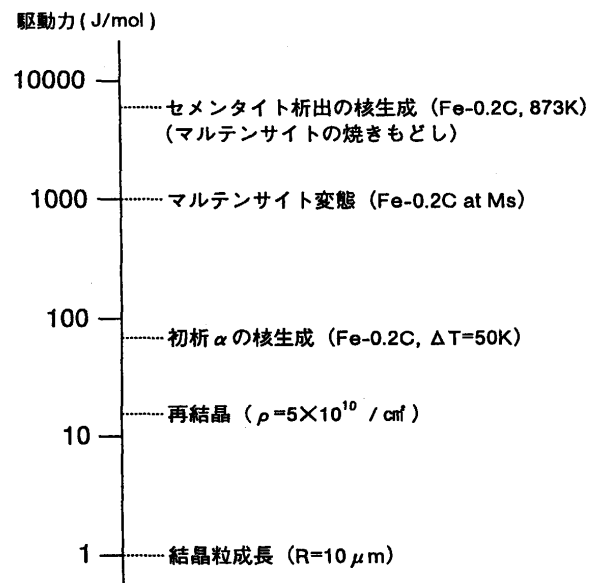 駆動力 ( J/mol )
10000
セメンタイト析出の核生成 (Fe-0.2C, 873K)
(マルテンサイトの焼きもどし)
1000
マルテンサイト変態 (Fe-0.2C at Ms)
100
初析αの核生成 (Fe-0.2C, ΔT=50K)
再結晶 ( ρ=5×10¹⁰ / c㎡ )
10
1
結晶粒成長 (R=10μm)